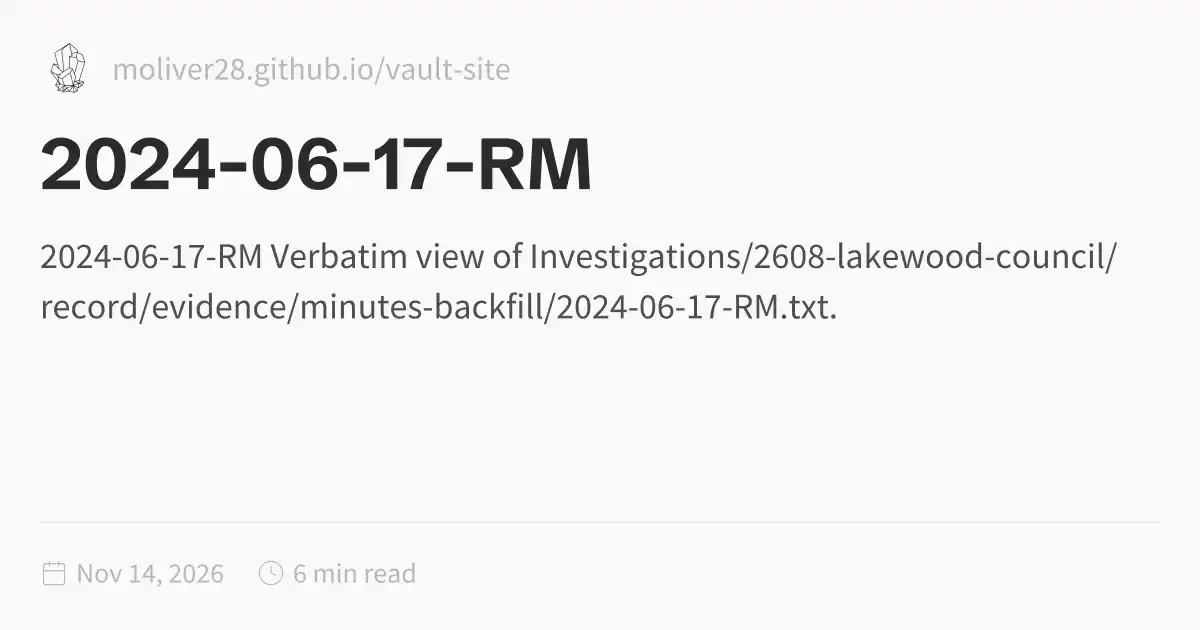 moliver28.github.io/vault-site
2024-06-17-RM
2024-06-17-RM Verbatim view of Investigations/2608-lakewood-council/
record/evidence/minutes-backfill/2024-06-17-RM.txt.
Nov 14, 2026 6 min read